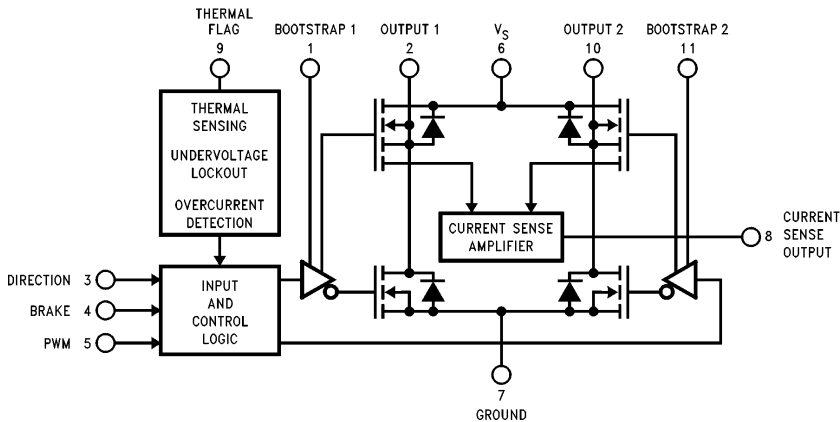 THERMAL
FLAG
9
BOOTSTRAP 1
1
OUTPUT 1
2
VS
6
OUTPUT 2
10
BOOTSTRAP 2
11
THERMAL
SENSING
UNDERVOLTAGE
LOCKOUT
OVERCURRENT
DETECTION
CURRENT SENSE
AMPLIFIER
8 CURRENT
SENSE
OUTPUT
DIRECTION 3
BRAKE 4
PWM 5
INPUT
AND
CONTROL
LOGIC
7
GROUND